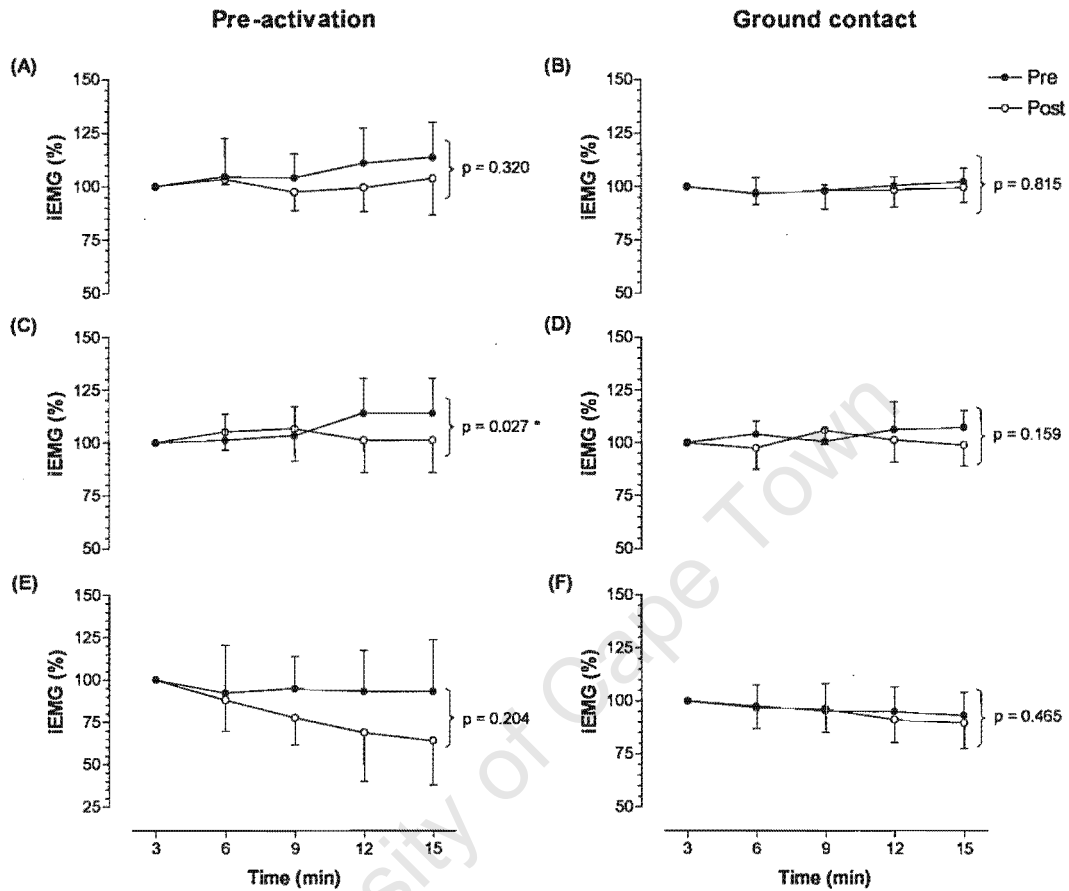 Pre-activation
Ground contact
(A)
150
125
100
75
50
iEMG (%)
p = 0.320
(B)
150
125
100
75
50
iEMG (%)
p = 0.815
Pre
Post
(C)
150
125
100
75
50
iEMG (%)
p = 0.027 *
(D)
150
125
100
75
50
iEMG (%)
p = 0.159
(E)
150
125
100
75
50
25
iEMG (%)
p = 0.204
(F)
150
125
100
75
50
iEMG (%)
p = 0.465
3 6 9 12 15
Time (min)
3 6 9 12 15
Time (min)
sity of Cape Town